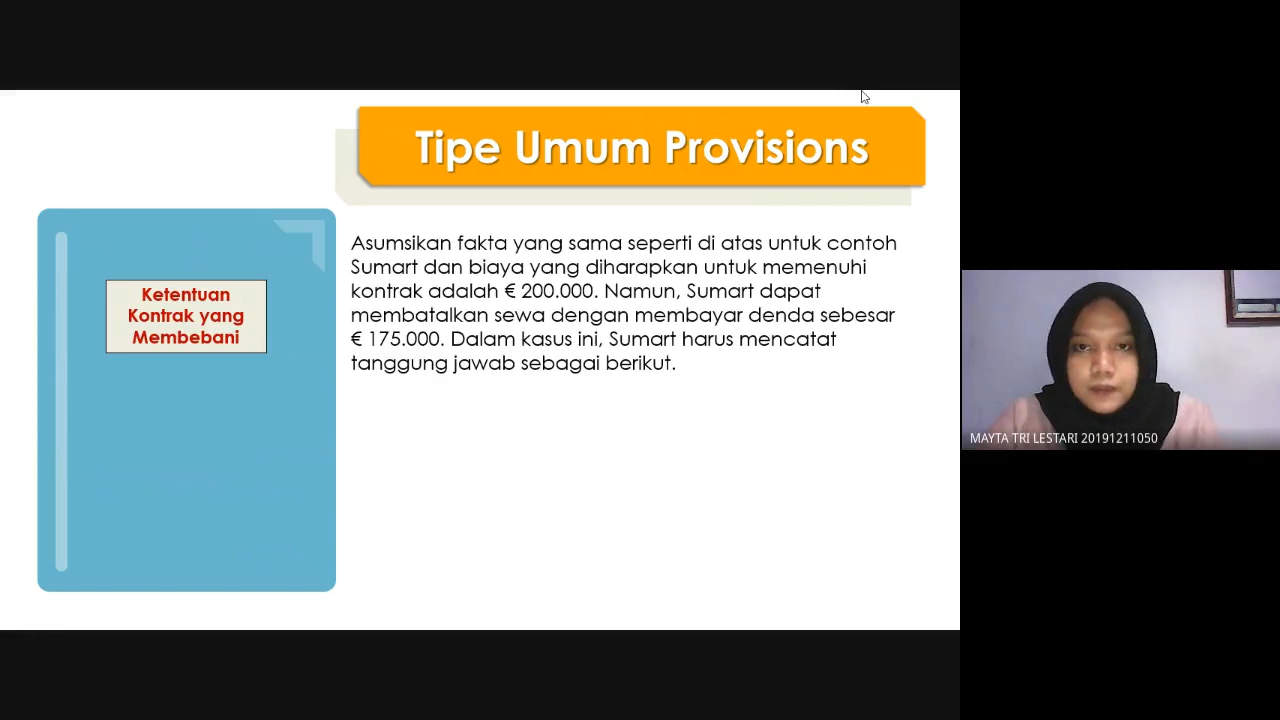 Tipe Umum Provisions
Ketentuan
Kontrak yang
Membebani
Asumsikan fakta yang sama seperti di atas untuk contoh
Sumart dan biaya yang diharapkan untuk memenuhi
kontrak adalah € 200.000. Namun, Sumart dapat
membatalkan sewa dengan membayar denda sebesar
€ 175.000. Dalam kasus ini, Sumart harus mencatat
tanggung jawab sebagai berikut.
MAYTA TRI LESTARI 20191211050